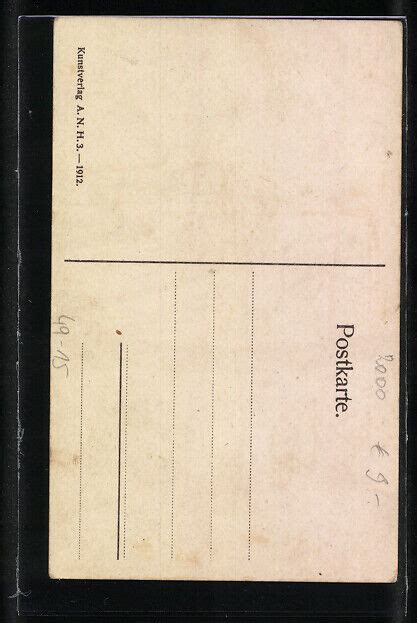 Kunstverlag A. N. H. 3. — 1912.
Postkarte.
2000
€ 9 -
49-15